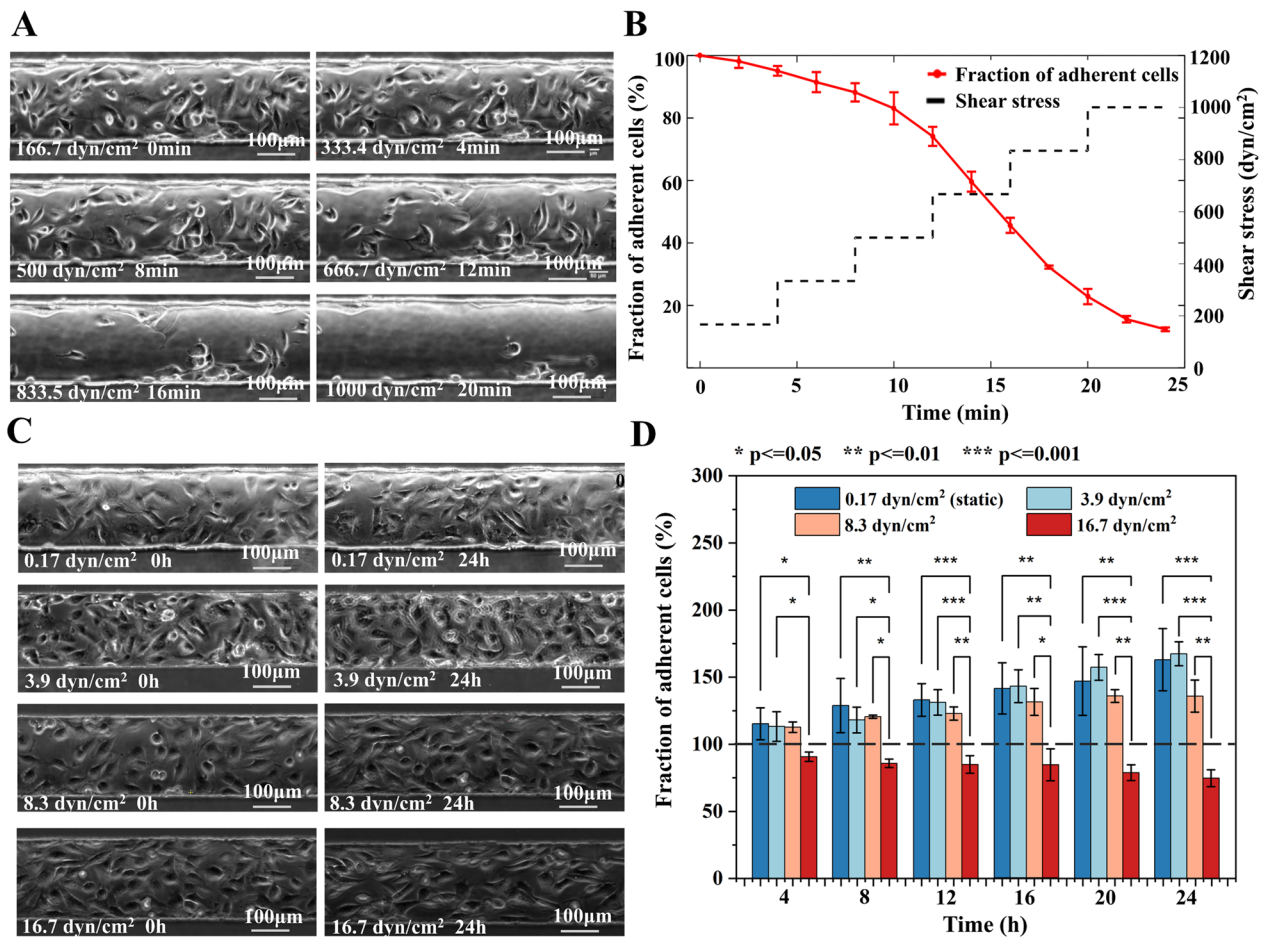 A
166.7 dyn/cm² 0min
100μm
333.4 dyn/cm² 4min
100μm
500 dyn/cm² 8min
100μm
666.7 dyn/cm² 12min
100μm
833.5 dyn/cm² 16min
100μm
1000 dyn/cm² 20min
100μm
B
Fraction of adherent cells
Shear stress
Fraction of adherent cells (%)
100
80
60
40
20
0
5
10
15
20
25
Time (min)
1200
1000
800
600
400
200
0
Shear stress (dyn/cm²)
C
0.17 dyn/cm² 0h
100μm
0
0.17 dyn/cm² 24h
100μm
3.9 dyn/cm² 0h
100μm
3.9 dyn/cm² 24h
100μm
8.3 dyn/cm² 0h
100μm
8.3 dyn/cm² 24h
100μm
16.7 dyn/cm² 0h
100μm
16.7 dyn/cm² 24h
100μm
D
* p<=0.05 ** p<=0.01 *** p<=0.001
0.17 dyn/cm² (static)
3.9 dyn/cm²
8.3 dyn/cm²
16.7 dyn/cm²
Fraction of adherent cells (%)
300
250
200
150
100
50
0
* ** *** ** ** ***
* * *** ** *** ***
* ** * ** **
4
8
12
16
20
24
Time (h)